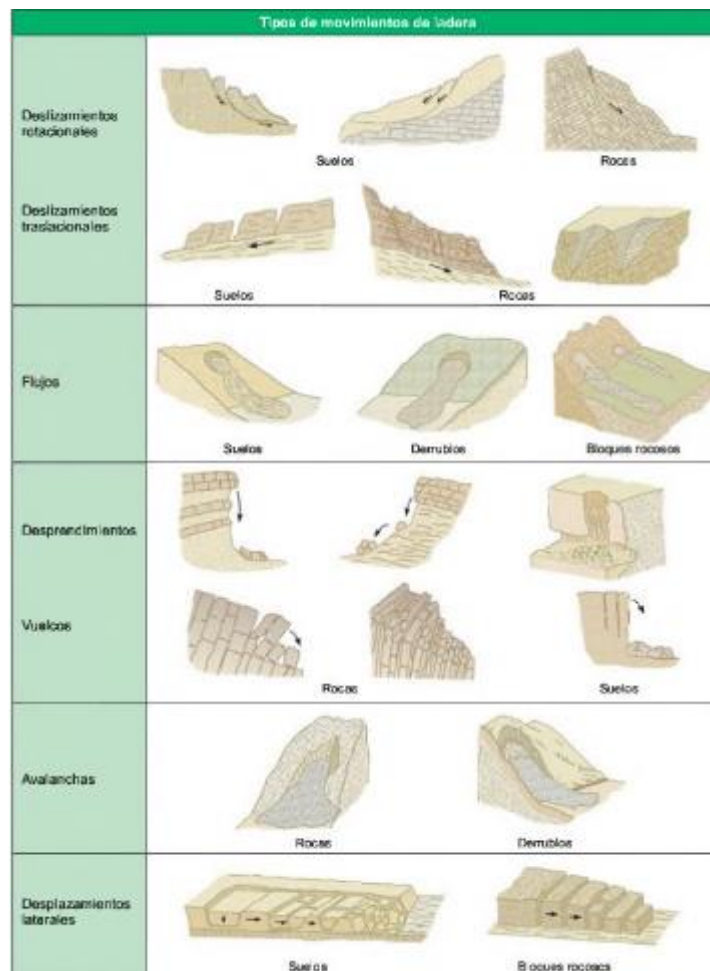 Tipos de movimientos de ladera
Deslizamientos
rotacionales
Suelos
Rocas
Deslizamientos
traslacionales
Suelos
Rocas
Flujos
Suelos
Derrubios
Bloques rocosos
Desprendimientos
Vuelcos
Rocas
Suelos
Avalanchas
Rocas
Derrubios
Desplazamientos
laterales
Suelos
Bloques rocosos